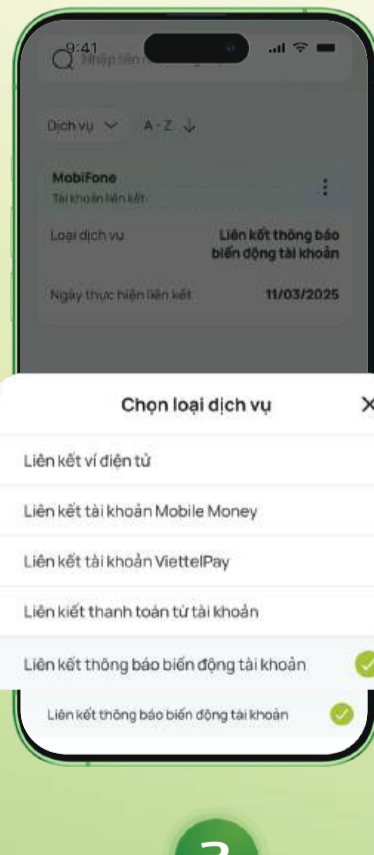 9:41
Nhập tên
Dịch vụ A - Z
MobiFone
Tài khoản liên kết:
Loại dịch vụ Liên kết thông báo
biến động tài khoản
Ngày thực hiện liên kết 11/03/2025
Chọn loại dịch vụ
Liên kết ví điện tử
Liên kết tài khoản Mobile Money
Liên kết tài khoản ViettelPay
Liên kiết thanh toán từ tài khoản
Liên kết thông báo biến động tài khoản
Liên kết thông báo biến động tài khoản
3